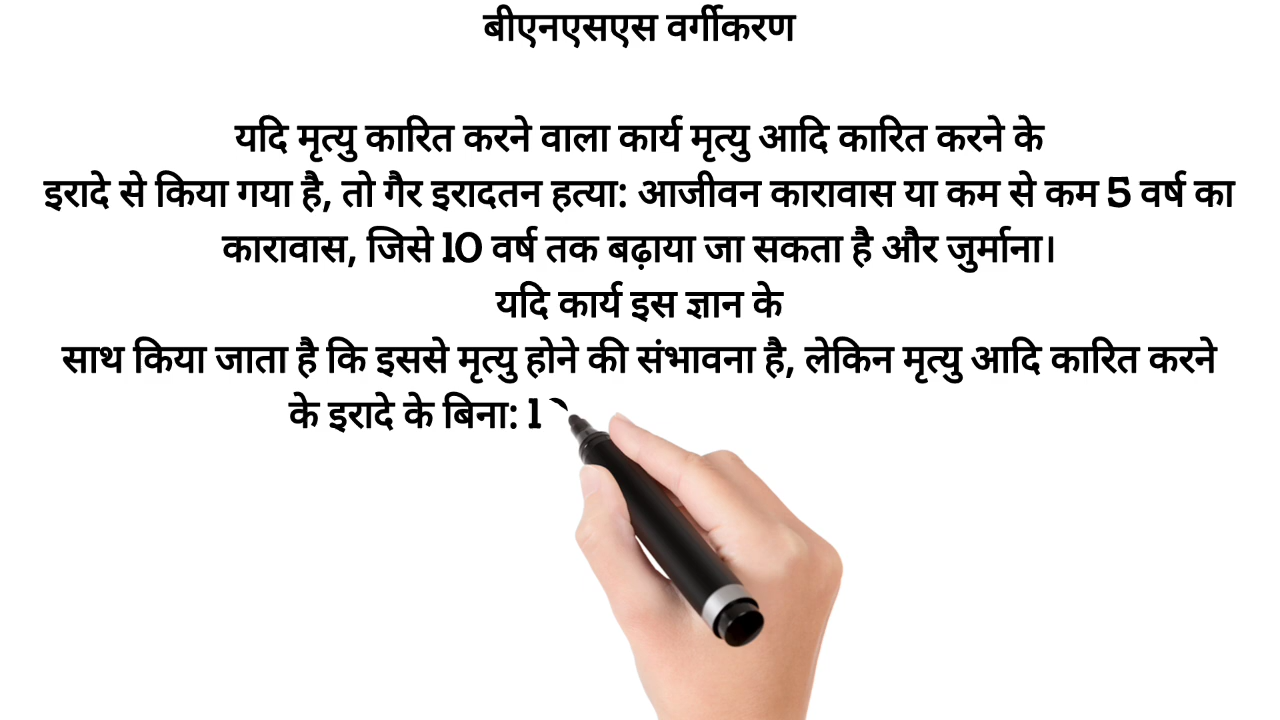 बीएनएसएस वर्गीकरण
यदि मृत्यु कारित करने वाला कार्य मृत्यु आदि कारित करने के
इरादे से किया गया है, तो गैर इरादतन हत्या: आजीवन कारावास या कम से कम 5 वर्ष का
कारावास, जिसे 10 वर्ष तक बढ़ाया जा सकता है और जुर्माना।
यदि कार्य इस ज्ञान के
साथ किया जाता है कि इससे मृत्यु होने की संभावना है, लेकिन मृत्यु आदि कारित करने
के इरादे के बिना: